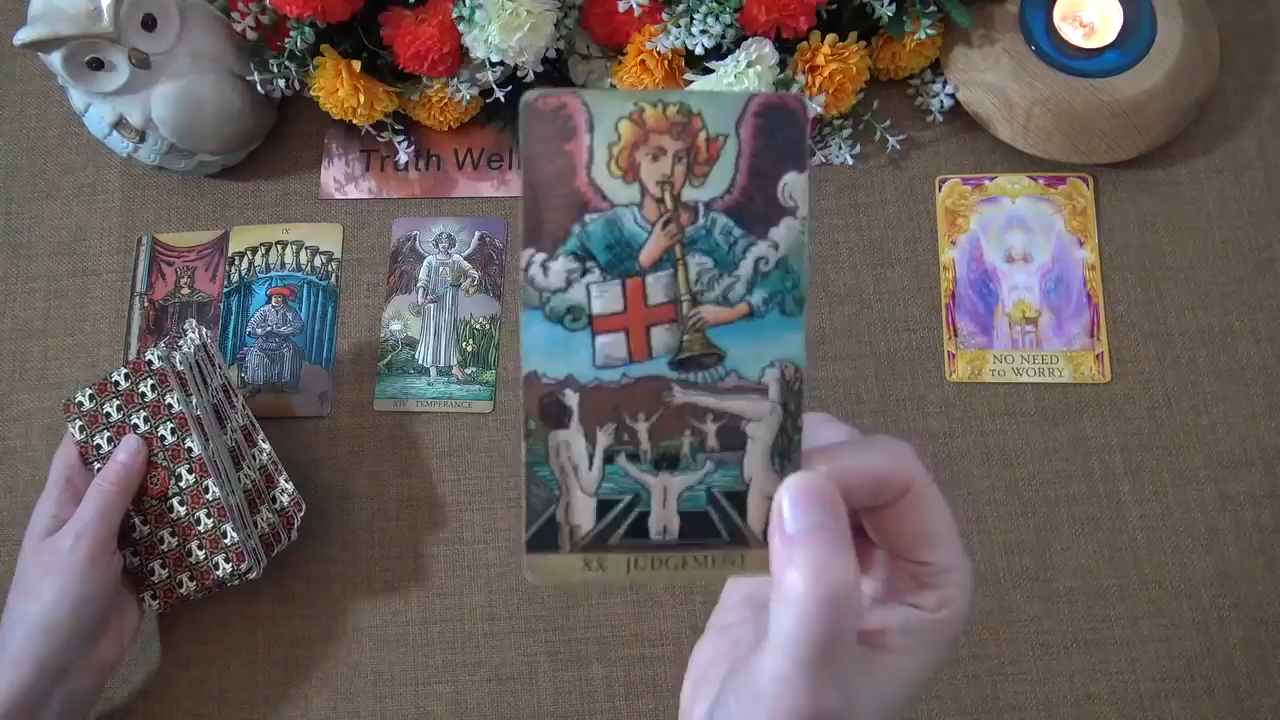 Truth Well
IX
XIV TEMPERANCE
XX JUDGEMENT
NO NEED
TO WORRY